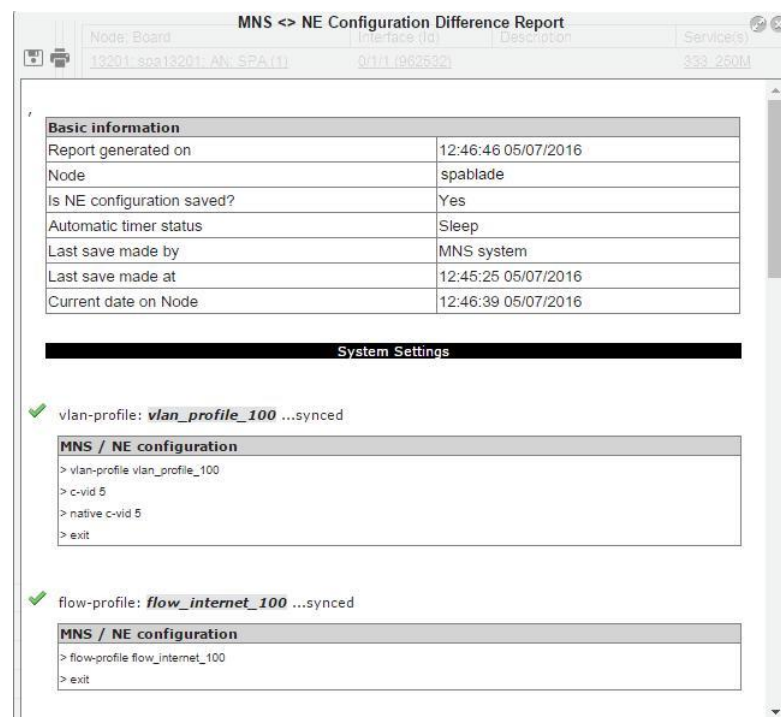 MNS <> NE Configuration Difference Report
Node: Board Interface (Id) Description Service(s)
13201: spa13201: AN: SPA (1) 0/1/1 (962532) 333_250M
,
Basic information
Report generated on 12:46:46 05/07/2016
Node spablade
Is NE configuration saved? Yes
Automatic timer status Sleep
Last save made by MNS system
Last save made at 12:45:25 05/07/2016
Current date on Node 12:46:39 05/07/2016
System Settings
vlan-profile: vlan_profile_100 ...synced
MNS / NE configuration
> vlan-profile vlan_profile_100
> c-vid 5
> native c-vid 5
> exit
flow-profile: flow_internet_100 ...synced
MNS / NE configuration
> flow-profile flow_internet_100
> exit